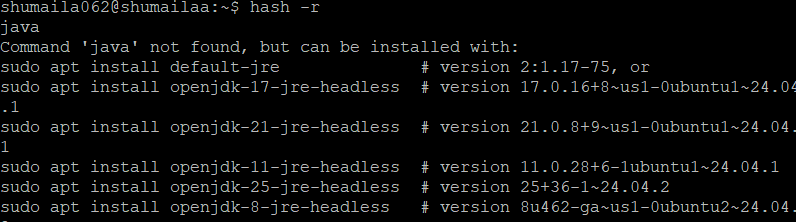 shumaila062@shumailaa:~$ hash -r
java
Command 'java' not found, but can be installed with:
sudo apt install default-jre              # version 2:1.17-75, or
sudo apt install openjdk-17-jre-headless  # version 17.0.16+8~us1-0ubuntu1~24.04
.1
sudo apt install openjdk-21-jre-headless  # version 21.0.8+9~us1-0ubuntu1~24.04.
1
sudo apt install openjdk-11-jre-headless  # version 11.0.28+6-1ubuntu1~24.04.1
sudo apt install openjdk-25-jre-headless  # version 25+36-1~24.04.2
sudo apt install openjdk-8-jre-headless   # version 8u462-ga~us1-0ubuntu2~24.04.